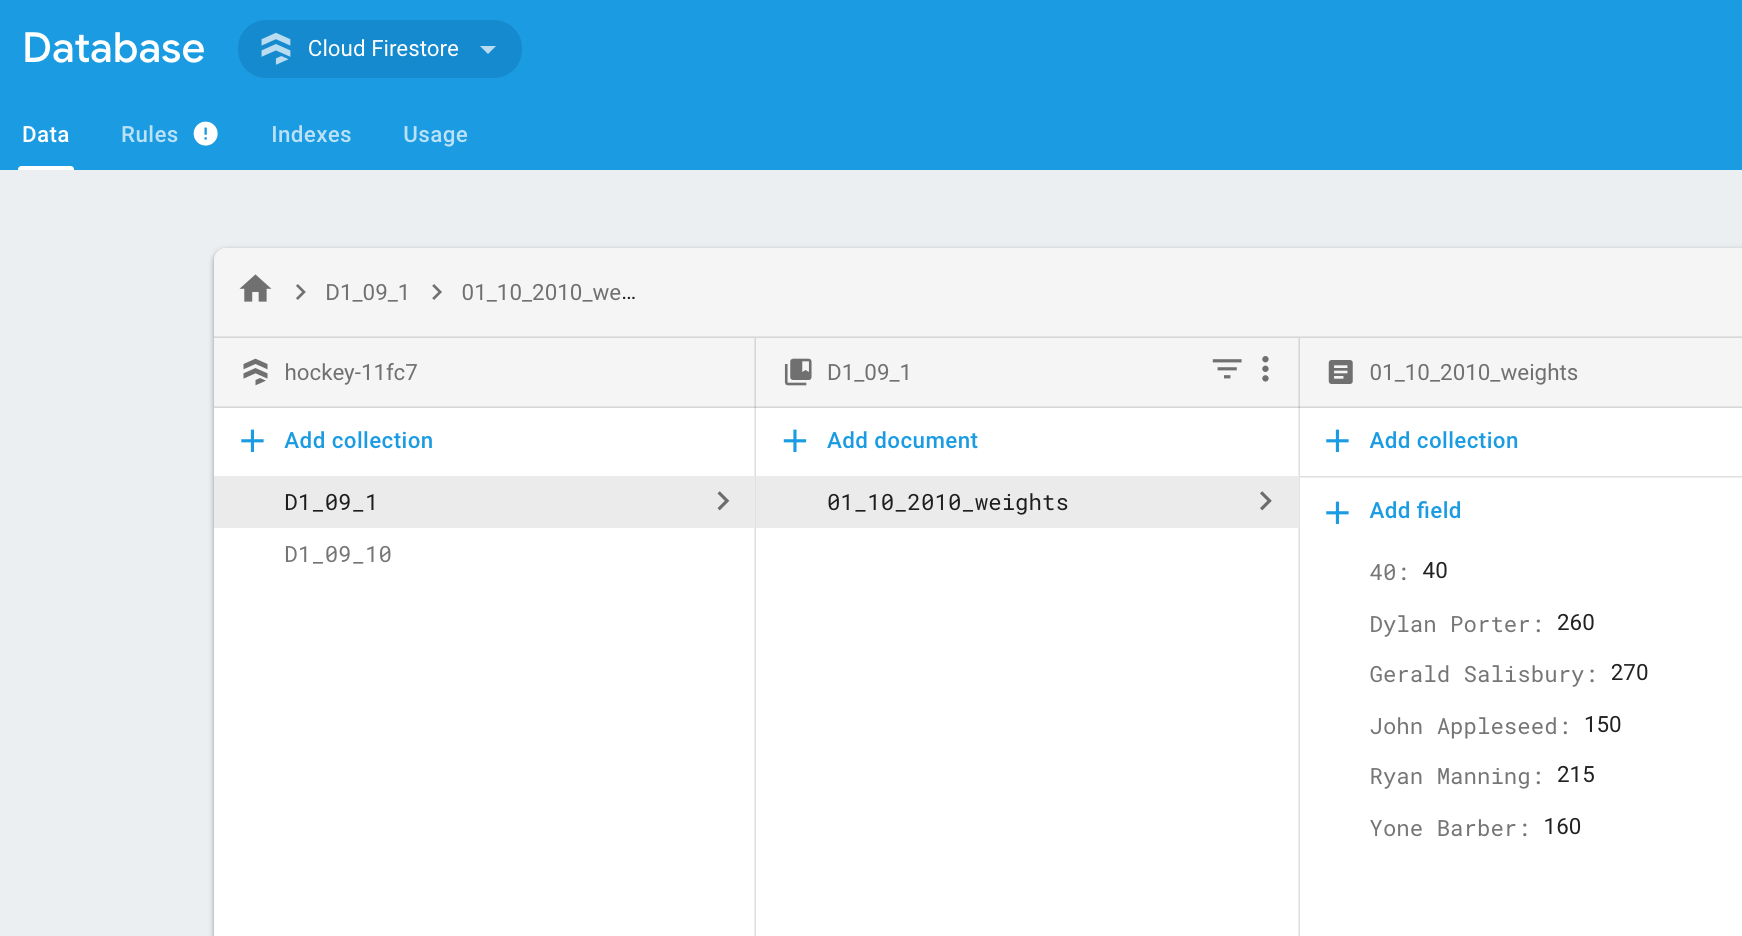 Database Cloud Firestore
Data Rules ! Indexes Usage
D1_09_1 01_10_2010_we...
hockey-11fc7
Add collection
D1_09_1
D1_09_10
D1_09_1
Add document
01_10_2010_weights
01_10_2010_weights
Add collection
Add field
40: 40
Dylan Porter: 260
Gerald Salisbury: 270
John Appleseed: 150
Ryan Manning: 215
Yone Barber: 160